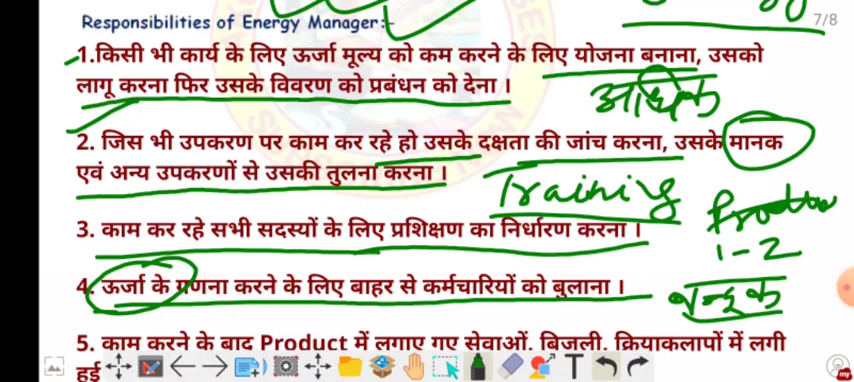 7/8
Responsibilities of Energy Manager:-
1.किसी भी कार्य के लिए ऊर्जा मूल्य को कम करने के लिए योजना बनाना, उसको
लागू करना फिर उसके विवरण को प्रबंधन को देना ।
2. जिस भी उपकरण पर काम कर रहे हो उसके दक्षता की जांच करना, उसके मानक
एवं अन्य उपकरणों से उसकी तुलना करना ।
Training
3. काम कर रहे सभी सदस्यों के लिए प्रशिक्षण का निर्धारण करना ।
1-2
4. ऊर्जा के गणना करने के लिए बाहर से कर्मचारियों को बुलाना ।
5. काम करने के बाद Product में लगाए गए सेवाओं, बिजली, क्रियाकलापों में लगी
हुई